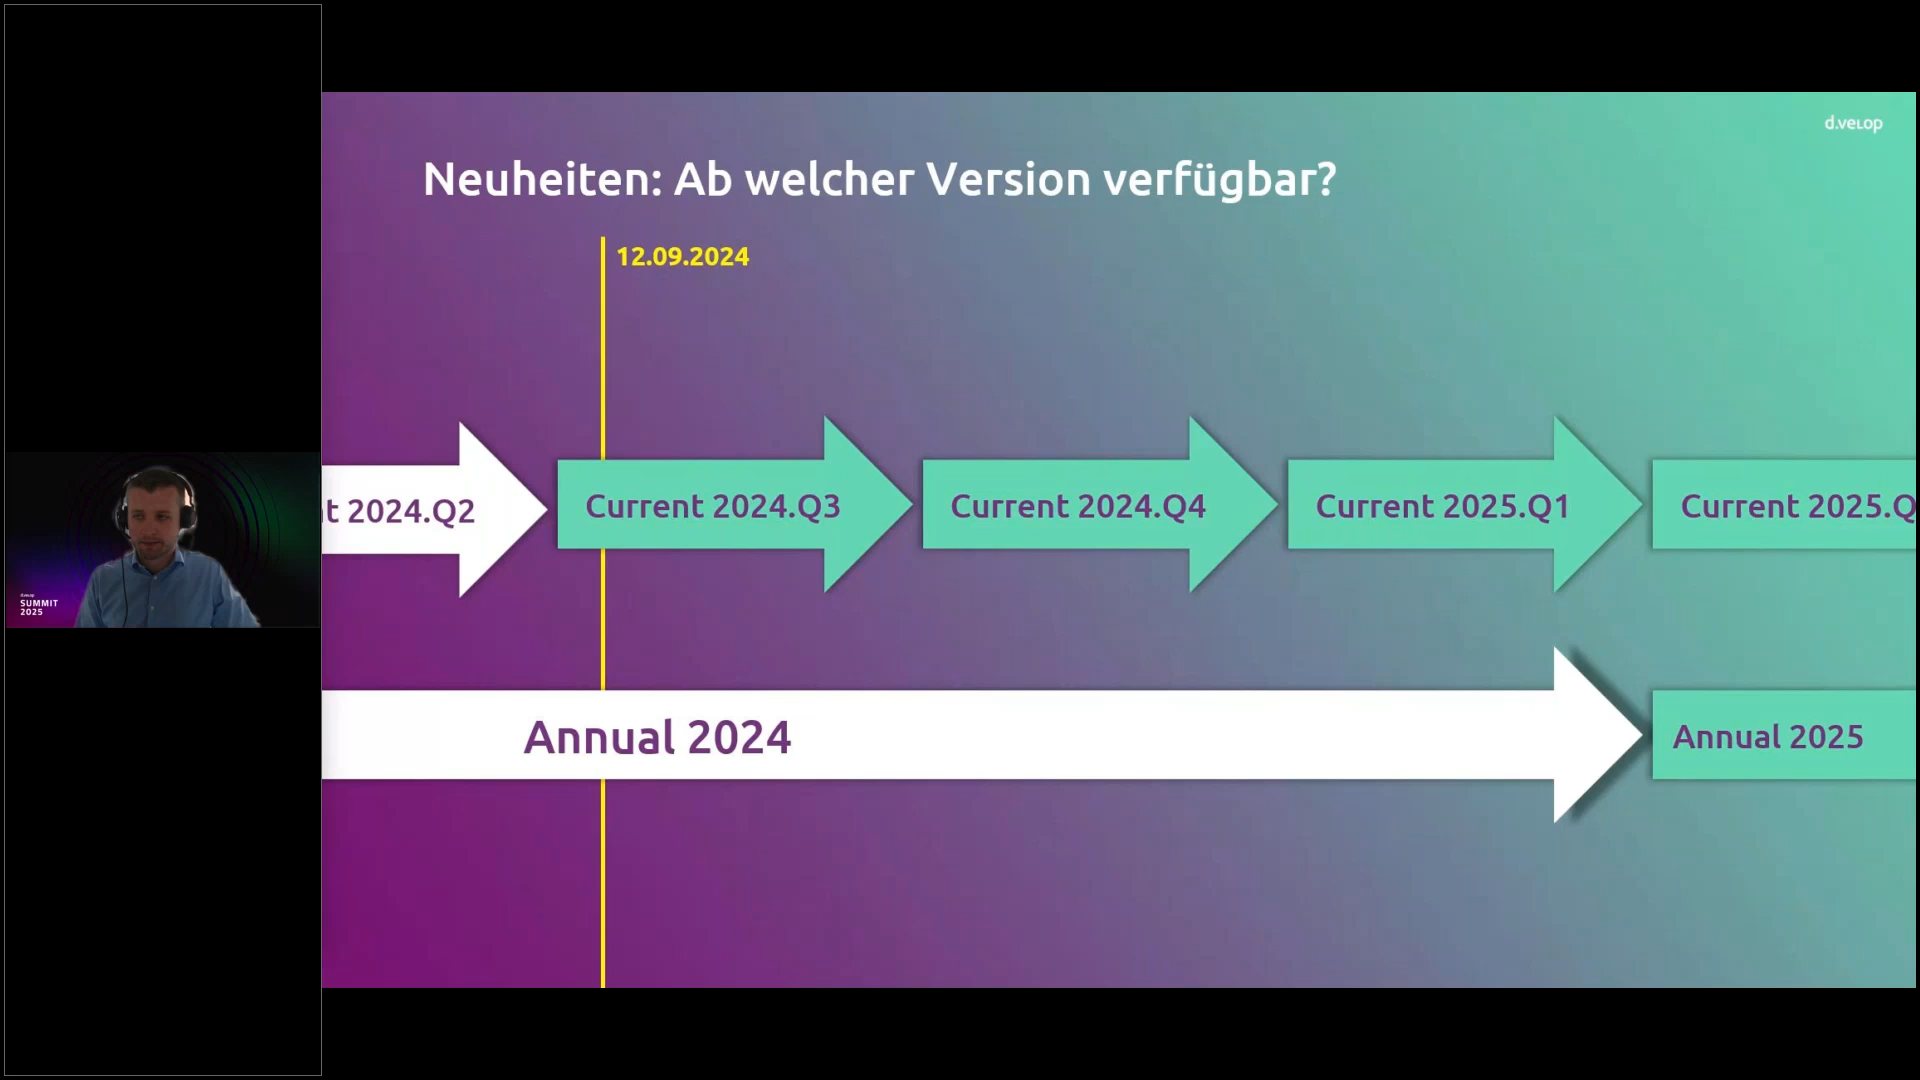 d.velop
Neuheiten: Ab welcher Version verfügbar?
12.09.2024
t 2024.Q2
Current 2024.Q3
Current 2024.Q4
Current 2025.Q1
Current 2025.Q
Annual 2024
Annual 2025
d.velop
SUMMIT
2025